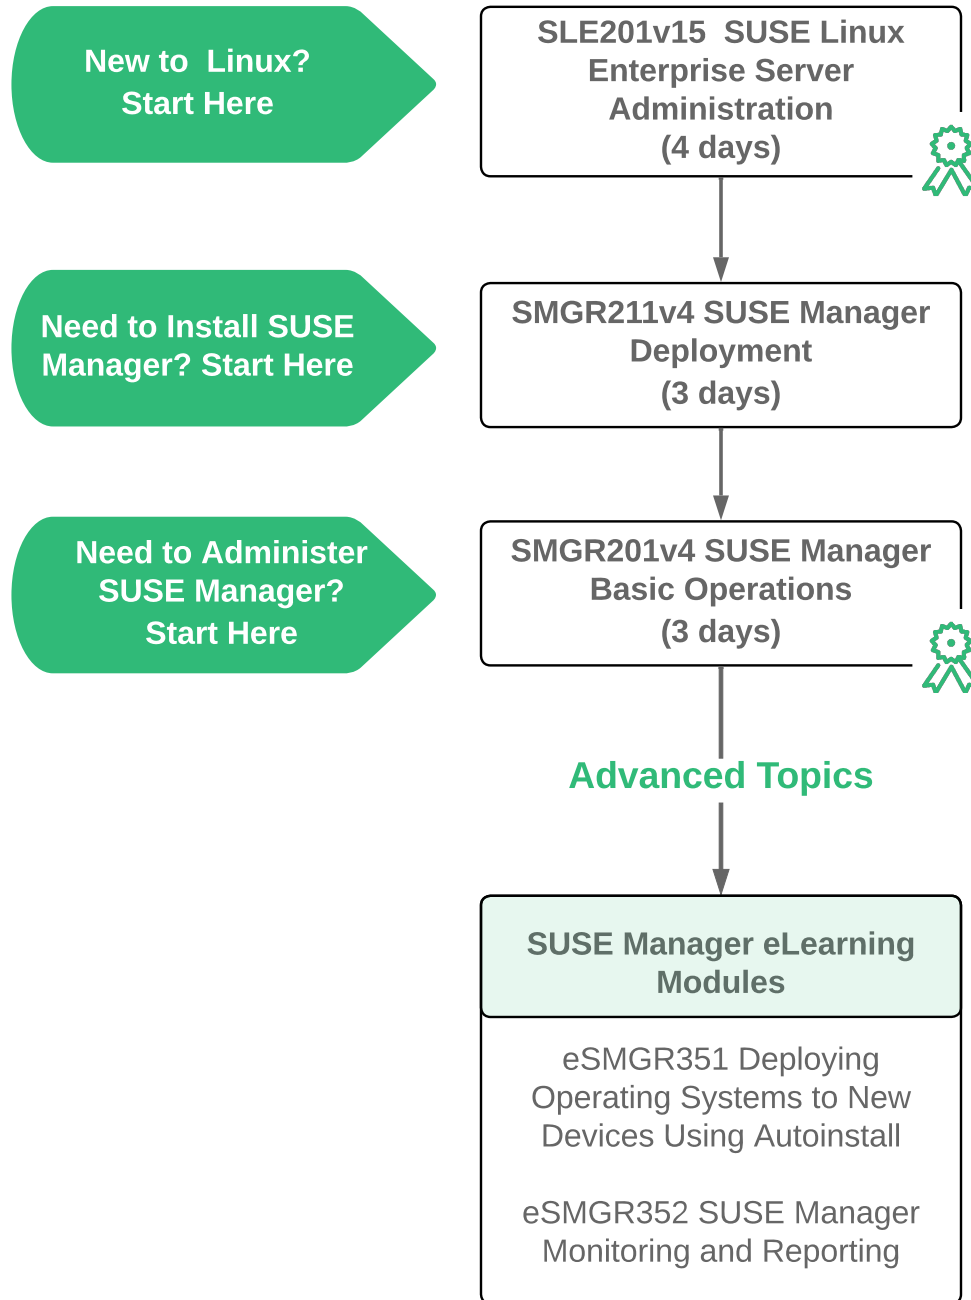 New to Linux?
Start Here
SLE201v15 SUSE Linux
Enterprise Server
Administration
(4 days)
Need to Install SUSE
Manager? Start Here
SMGR211v4 SUSE Manager
Deployment
(3 days)
Need to Administer
SUSE Manager?
Start Here
SMGR201v4 SUSE Manager
Basic Operations
(3 days)
Advanced Topics
SUSE Manager eLearning
Modules
eSMGR351 Deploying
Operating Systems to New
Devices Using Autoinstall
eSMGR352 SUSE Manager
Monitoring and Reporting